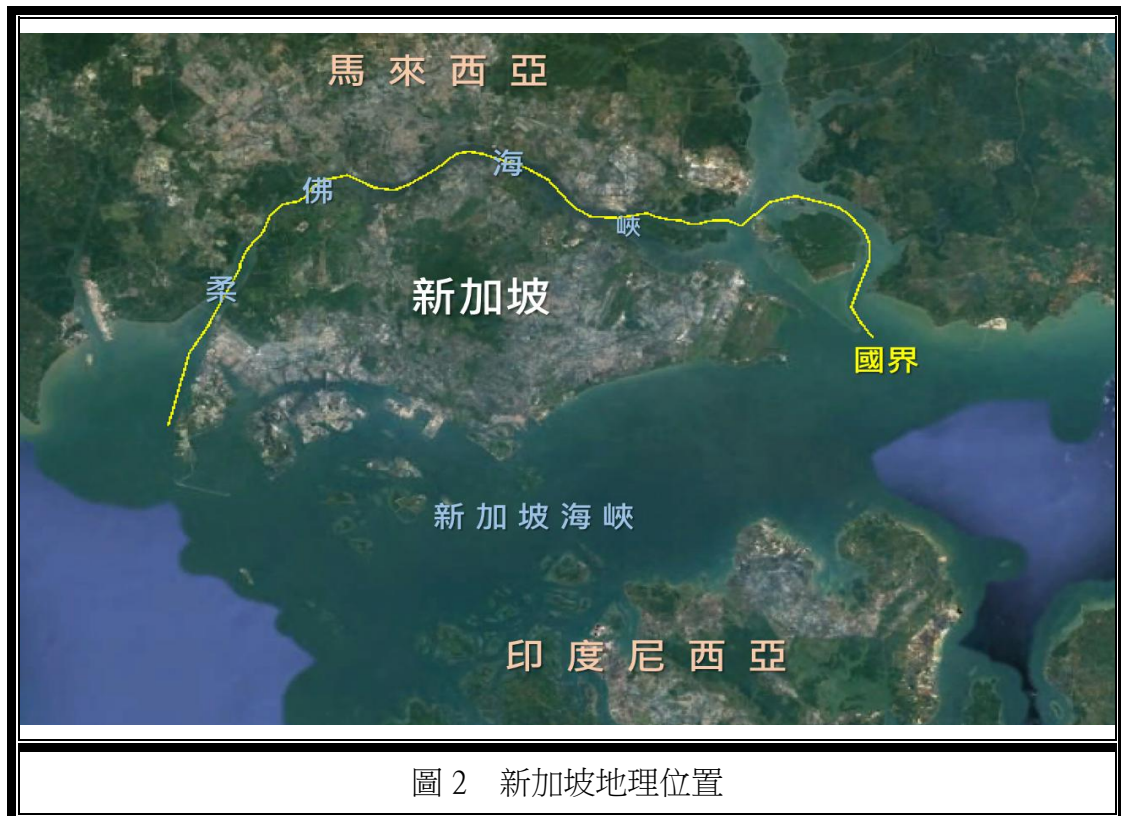 馬來西亞
柔佛海峽
新加坡
國界
新加坡海峽
印度尼西亞
圖 2 新加坡地理位置